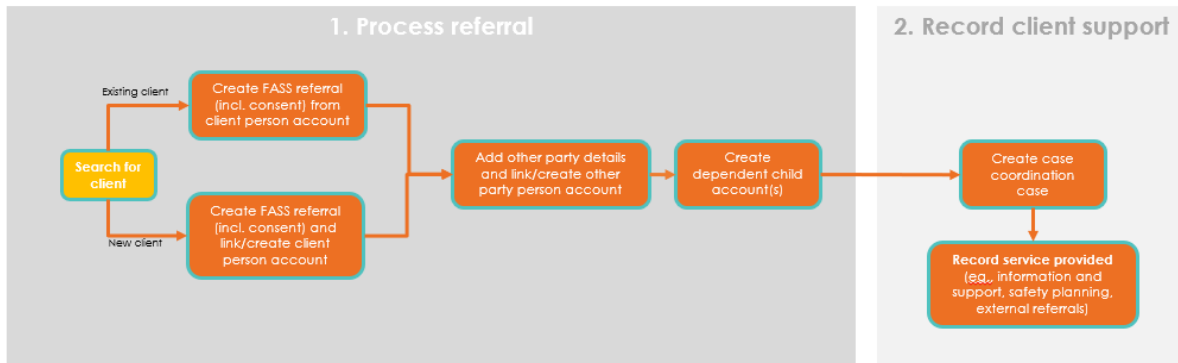 1. Process referral
2. Record client support
Existing client
Create FASS referral
(incl. consent) from
client person account
Search for
client
New client
Create FASS referral
(incl. consent) and
link/create client
person account
Add other party details
and link/create other
party person account
Create
dependent child
account(s)
Create case
coordination
case
Record service provided
(eg., information and
support, safety planning,
external referrals)